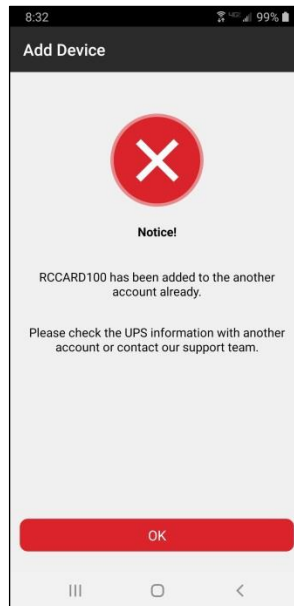 8:32 99%
Add Device
Notice!
RCCARD100 has been added to the another
account already.
Please check the UPS information with another
account or contact our support team.
OK